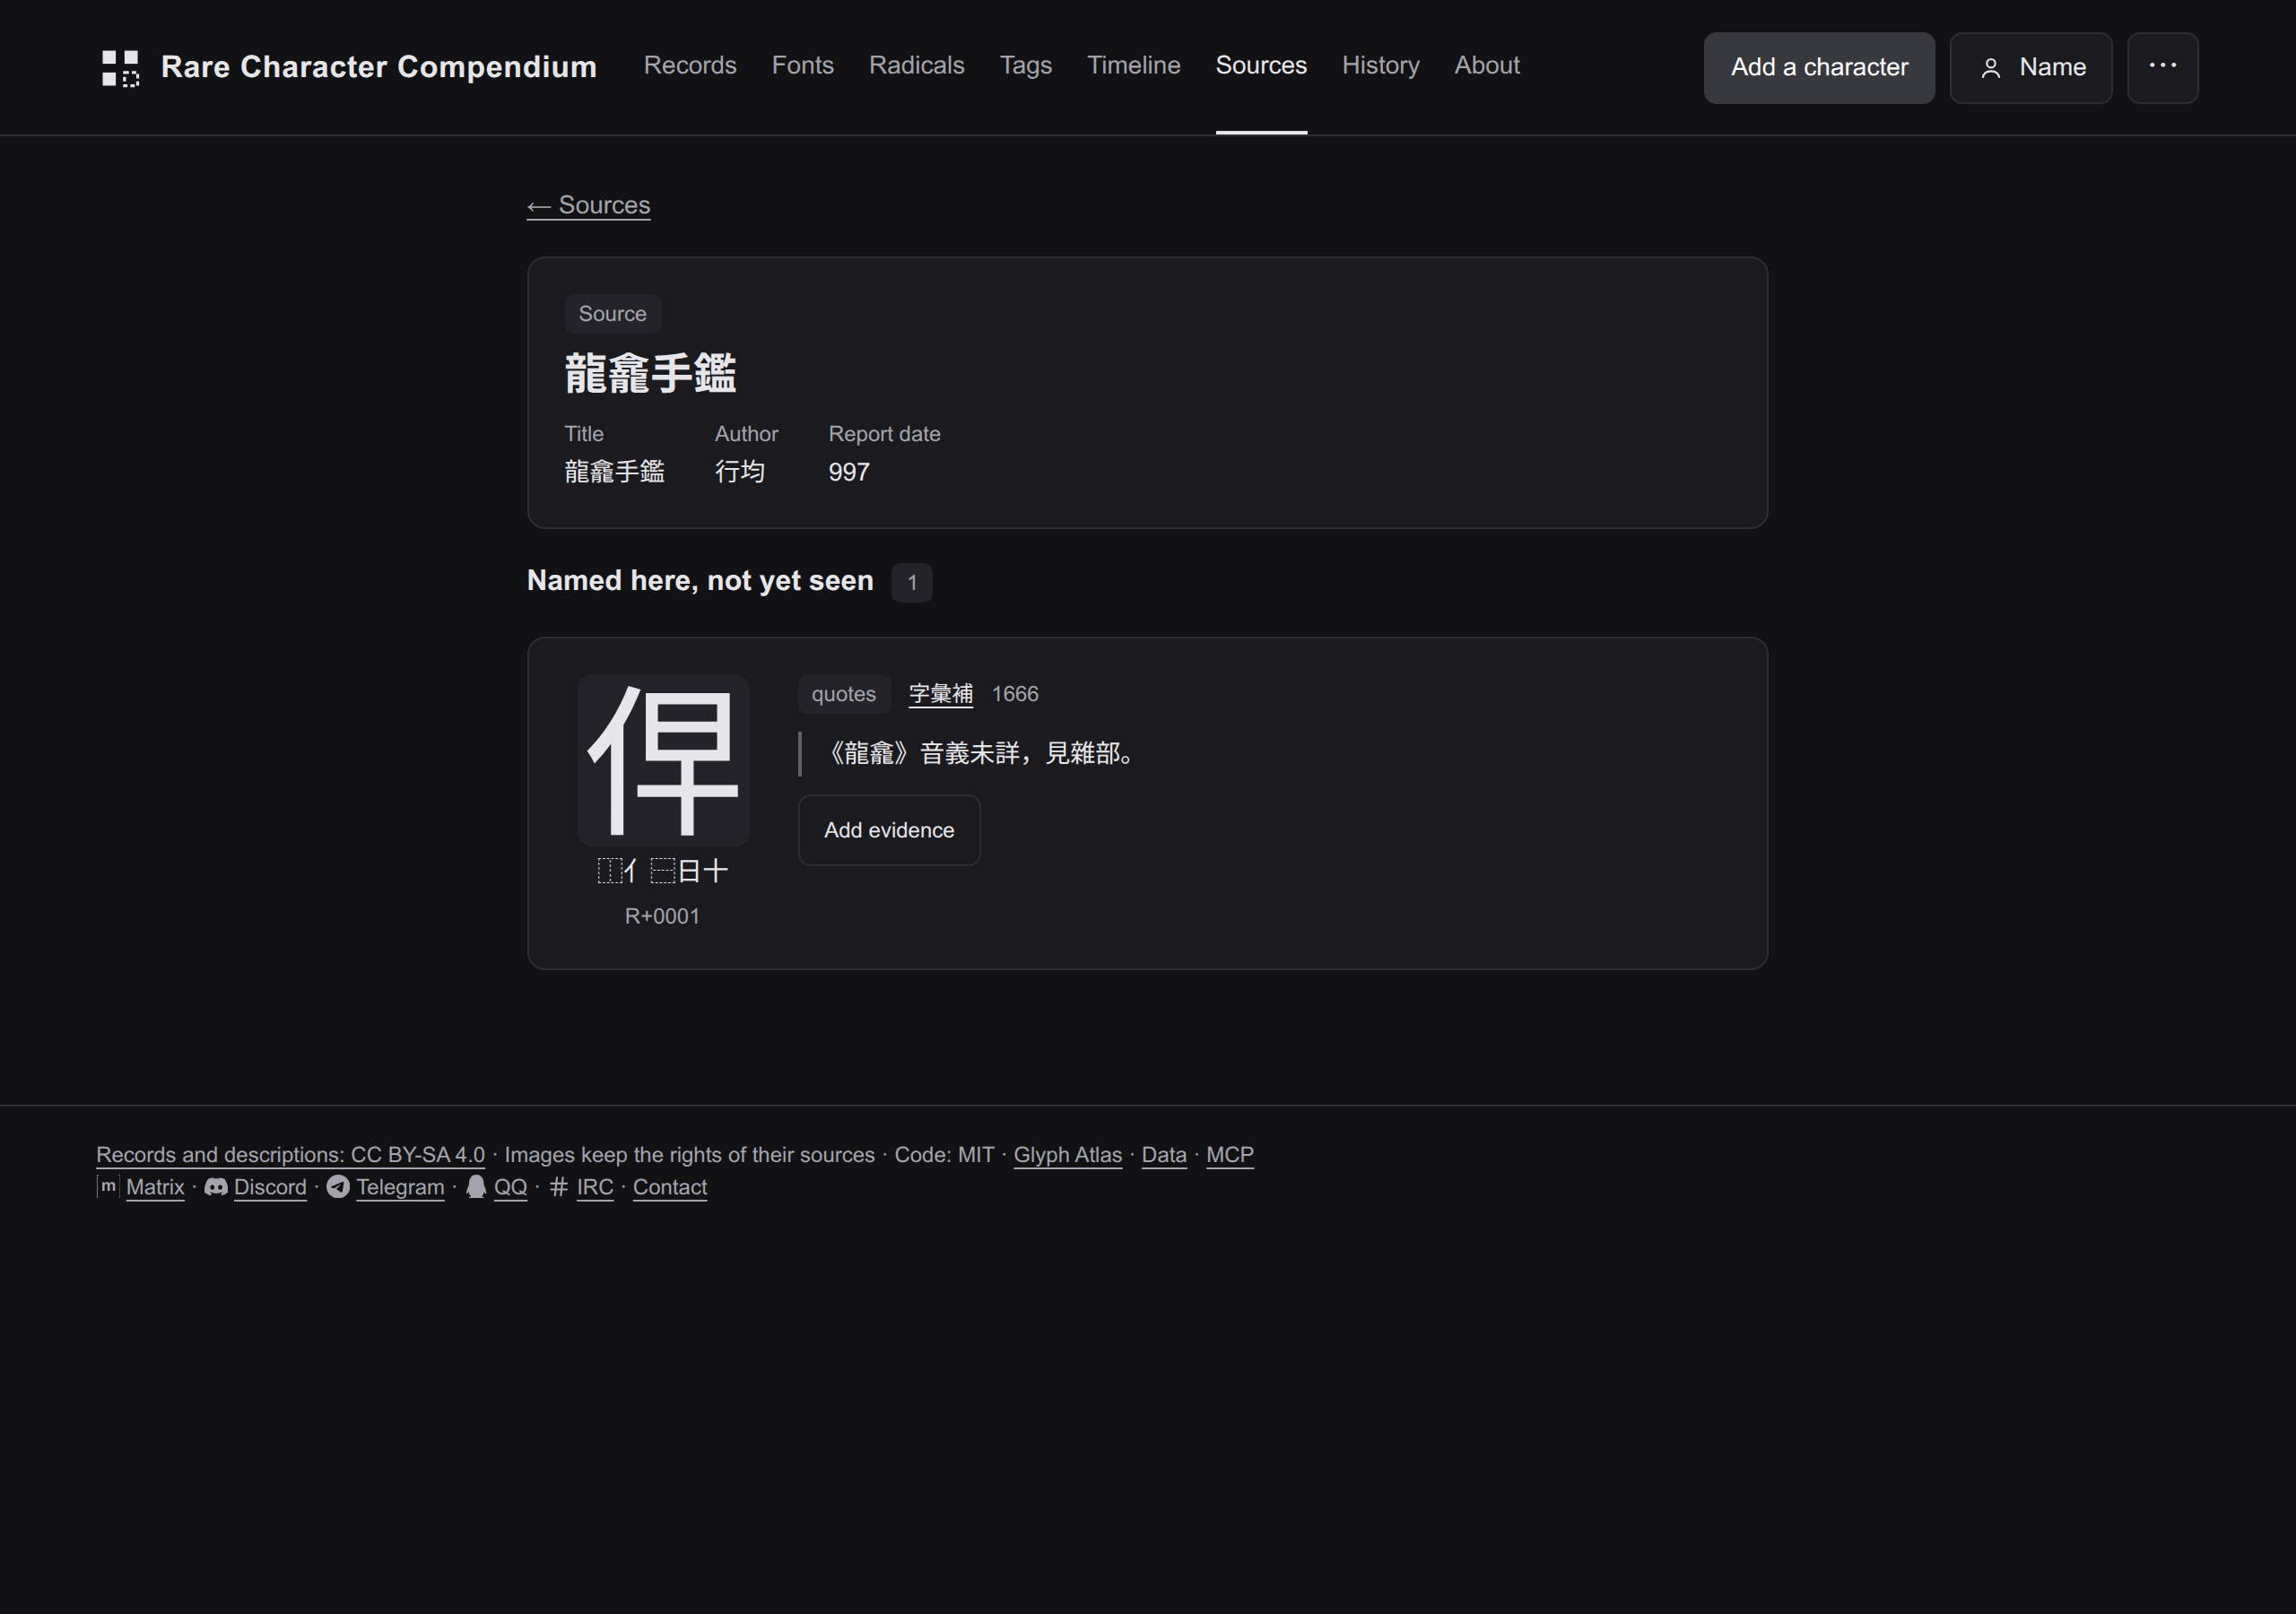 Rare Character Compendium Records Fonts Radicals Tags Timeline Sources History About Add a character Name ···
← Sources
Source
龍龕手鑑
Title Author Report date
龍龕手鑑 行均 997
Named here, not yet seen 1
quotes 字彙補 1666
《龍龕》音義未詳，見雜部。
Add evidence
⿰亻⿱日十
R+0001
Records and descriptions: CC BY-SA 4.0 · Images keep the rights of their sources · Code: MIT · Glyph Atlas · Data · MCP
[m] Matrix · Discord · Telegram · QQ · # IRC · Contact